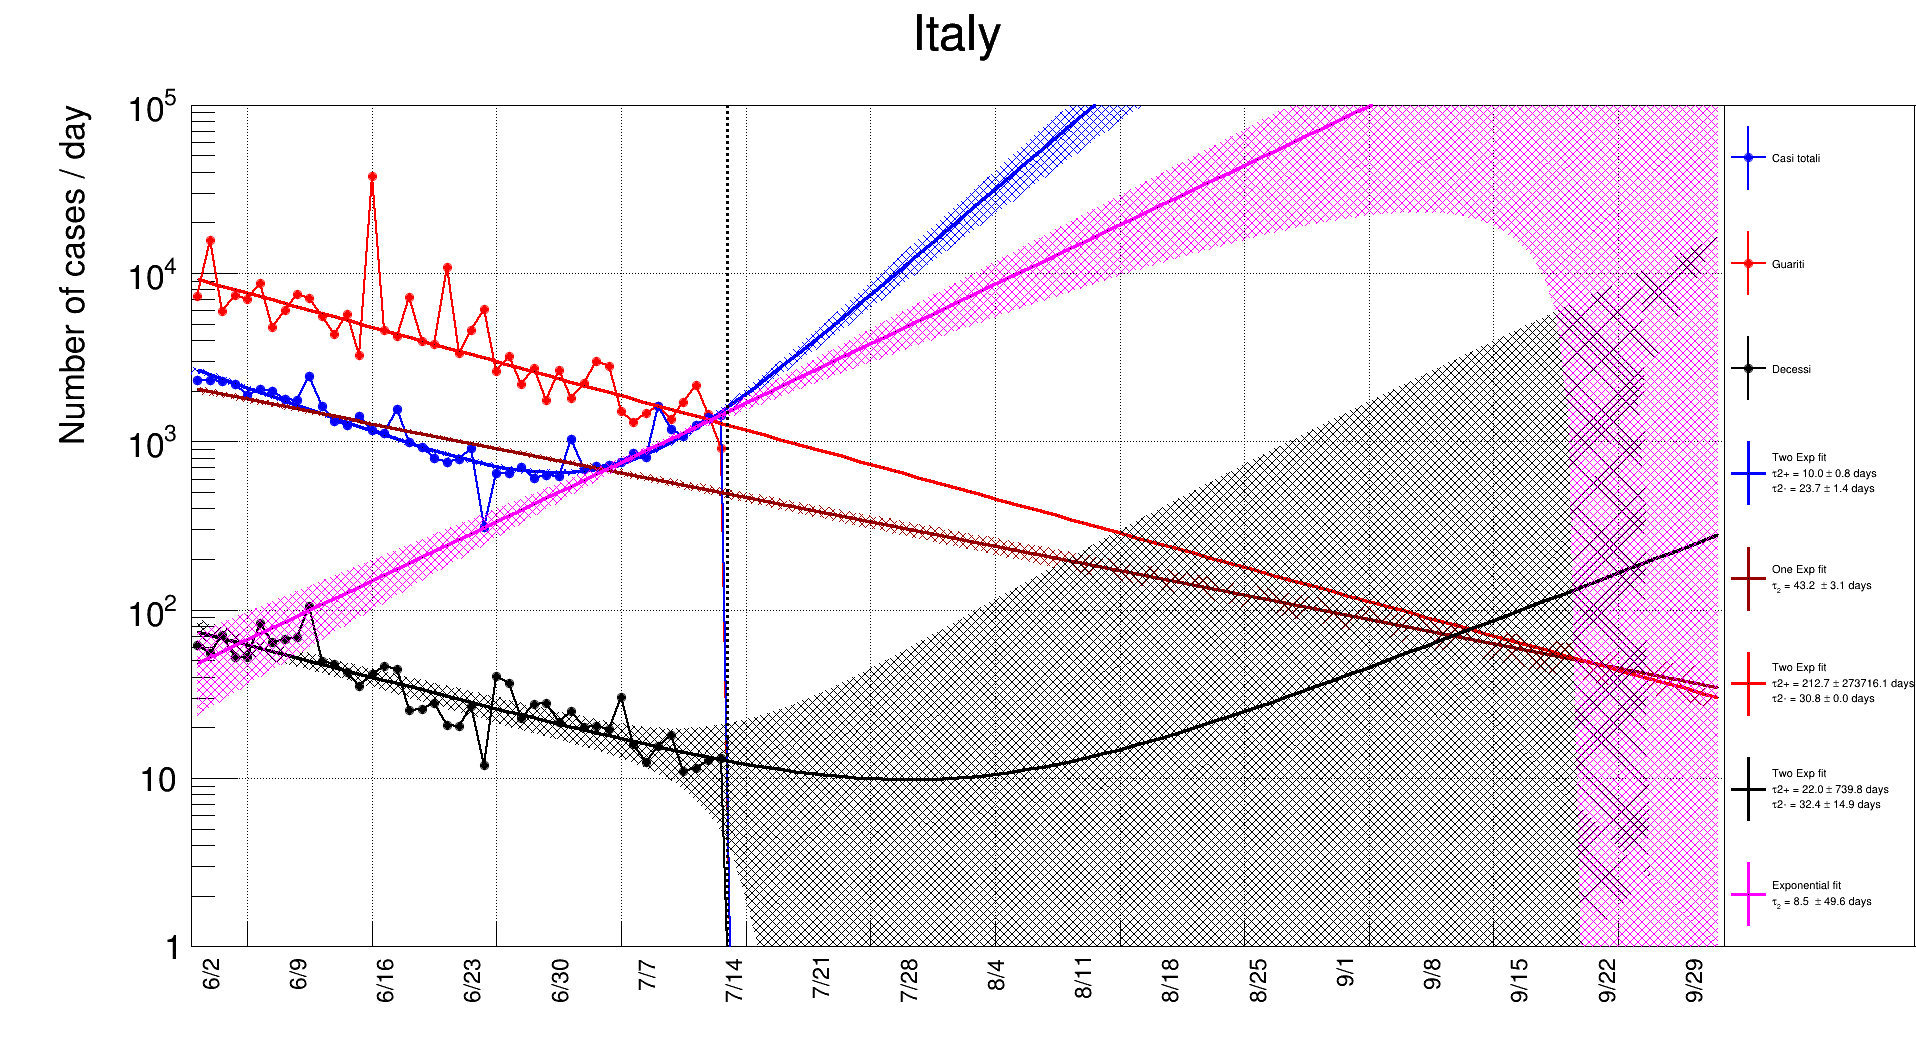 Italy
Number of cases / day
10^5
10^4
10^3
10^2
10
1
6/2 6/9 6/16 6/23 6/30 7/7 7/14 7/21 7/28 8/4 8/11 8/18 8/25 9/1 9/8 9/15 9/22 9/29
Casi totali
Guariti
Decessi
Two Exp fit
τ2+ = 10.0 ± 0.8 days
τ2- = 23.7 ± 1.4 days
One Exp fit
τ₂ = 43.2 ± 3.1 days
Two Exp fit
τ2+ = 212.7 ± 273716.1 days
τ2- = 30.8 ± 0.0 days
Two Exp fit
τ2+ = 22.0 ± 739.8 days
τ2- = 32.4 ± 14.9 days
Exponential fit
τ₂ = 8.5 ± 49.6 days